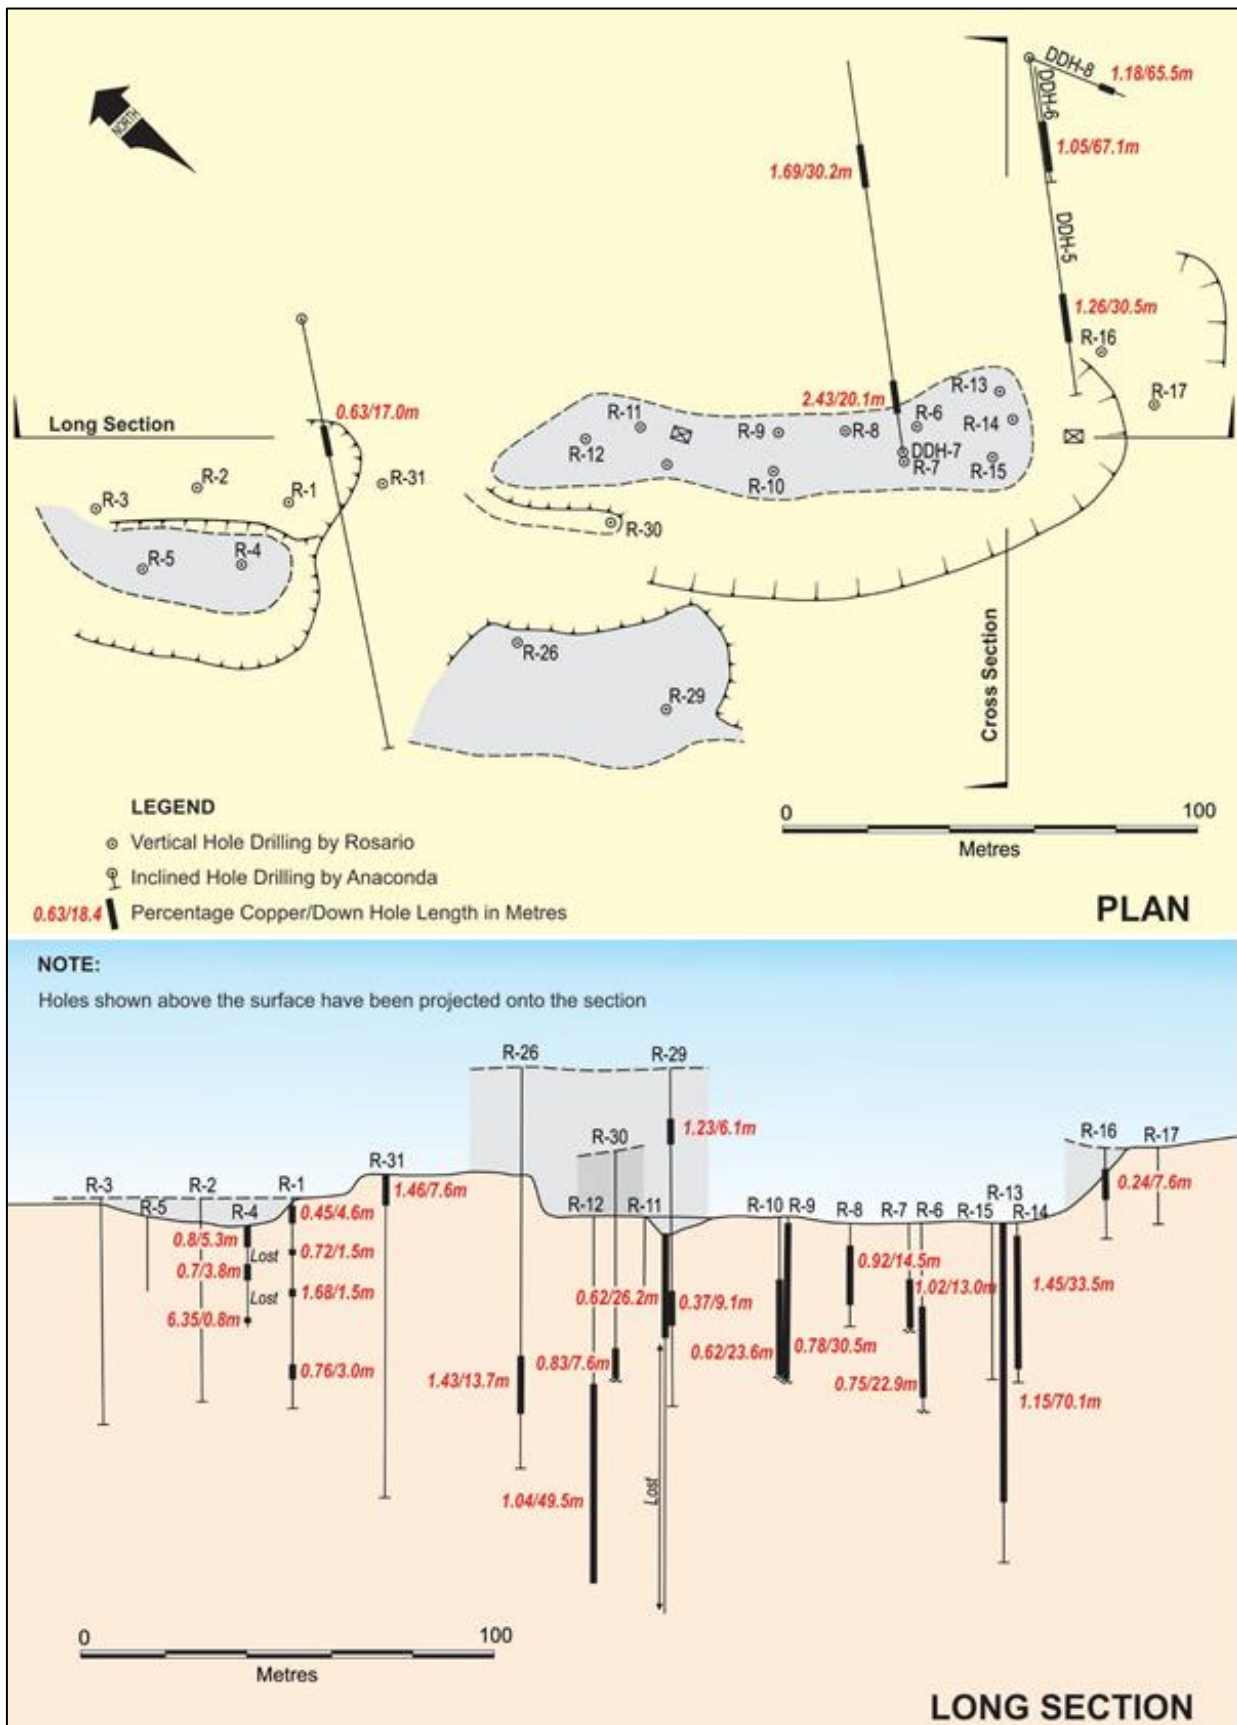 NORTH
DDH-8
1.18/65.5m
DDH-6
1.05/67.1m
1.69/30.2m
DDH-5
1.26/30.5m
R-16
R-17
Long Section
0.63/17.0m
2.43/20.1m
R-13
R-11
R-6
R-14
R-9
R-8
R-12
DDH-7
R-7
R-15
R-10
R-31
R-2
R-1
R-3
R-30
R-5
R-4
R-26
R-29
Cross Section
LEGEND
Vertical Hole Drilling by Rosario
Inclined Hole Drilling by Anaconda
0.63/18.4
Percentage Copper/Down Hole Length in Metres
0
100
Metres
PLAN
NOTE:
Holes shown above the surface have been projected onto the section
R-26
R-29
1.23/6.1m
R-30
R-16
R-17
R-31
1.46/7.6m
R-3
R-2
R-1
R-5
R-4
0.45/4.6m
0.24/7.6m
R-12
R-11
R-10
R-9
R-8
R-7
R-6
R-15
R-13
R-14
0.8/5.3m
Lost
0.72/1.5m
0.7/3.8m
Lost
1.68/1.5m
6.35/0.8m
0.76/3.0m
0.92/14.5m
1.02/13.0m
1.45/33.5m
0.62/26.2m
0.37/9.1m
0.62/23.6m
0.78/30.5m
0.83/7.6m
1.43/13.7m
0.75/22.9m
1.15/70.1m
1.04/49.5m
Lost
0
100
Metres
LONG SECTION